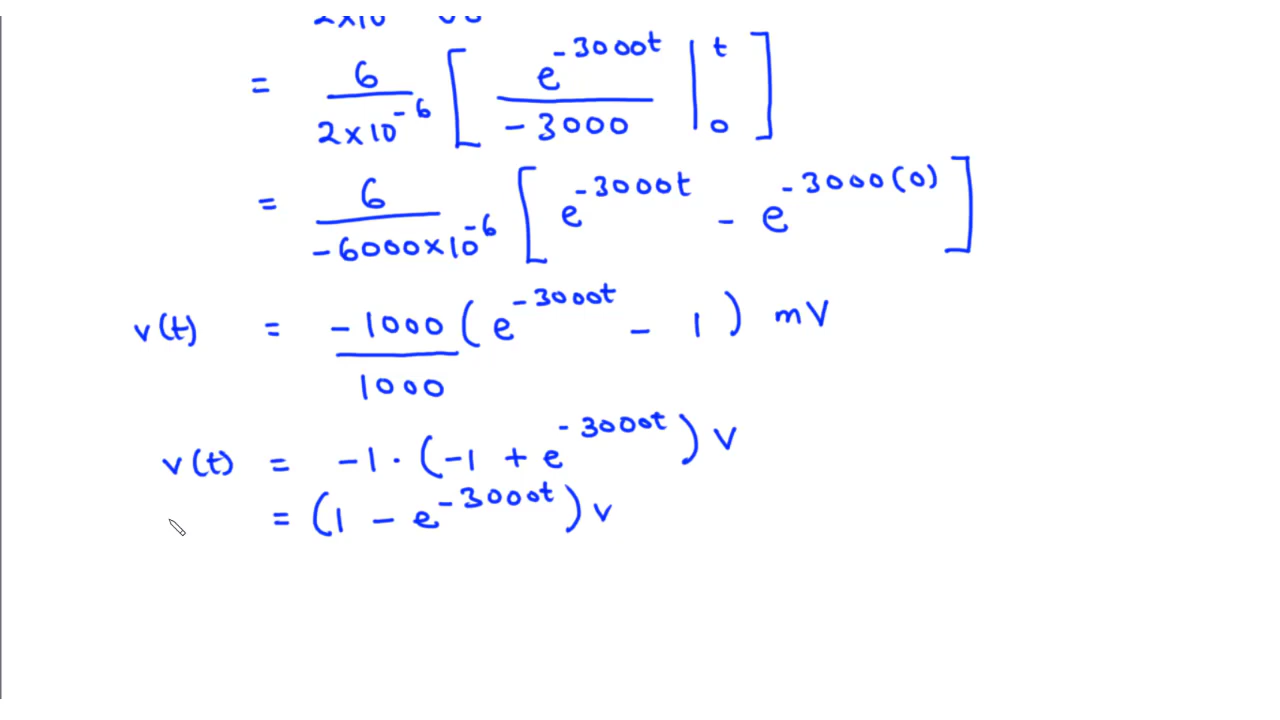 = 6 / 2×10^-6 [ e^-3000t / -3000 |_0^t ]
= 6 / -6000×10^-6 [ e^-3000t - e^-3000(0) ]
v(t) = -1000 / 1000 ( e^-3000t - 1 ) mV
v(t) = -1 · ( -1 + e^-3000t ) V
= ( 1 - e^-3000t ) V